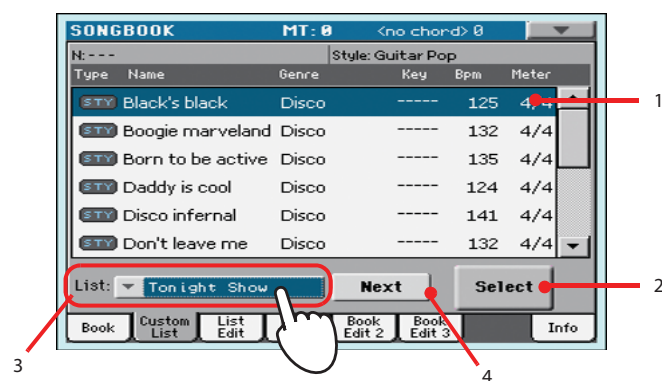 SONGBOOK MT: 0 <no chord> 0
N:--- Style: Guitar Pop
Type Name Genre Key Bpm Meter
STY Black's black Disco ----- 125 4/4 1
STY Boogie marveland Disco ----- 132 4/4
STY Born to be active Disco ----- 135 4/4
STY Daddy is cool Disco ----- 124 4/4
STY Disco infernal Disco ----- 141 4/4
STY Don't leave me Disco ----- 132 4/4
List: Tonight Show Next Select 2
Book Custom List List Edit Book Edit 2 Book Edit 3 Info
3 4